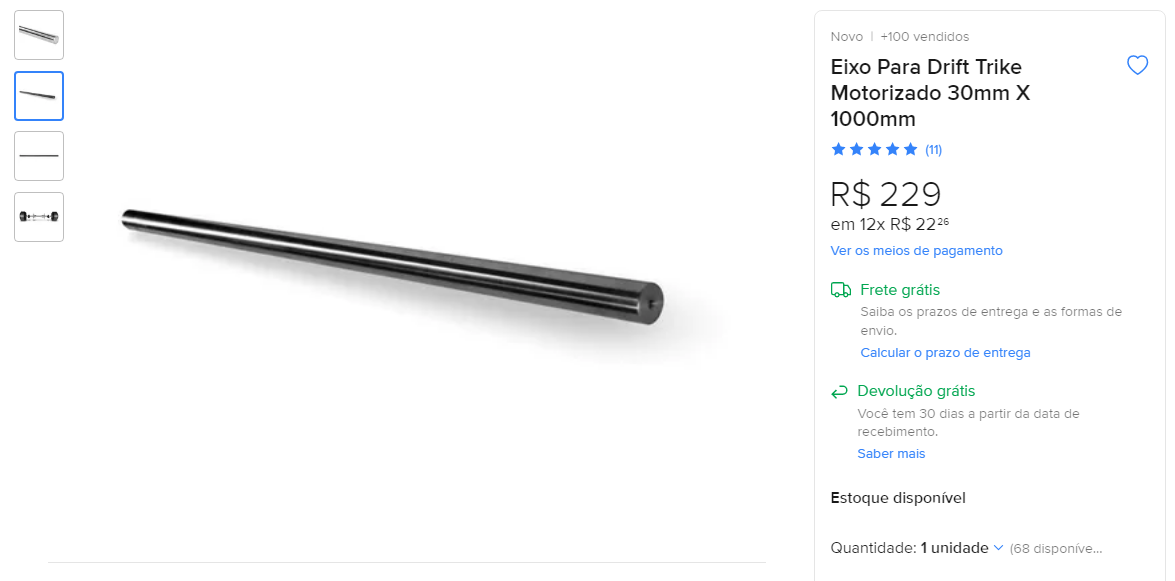 Novo | +100 vendidos
Eixo Para Drift Trike
Motorizado 30mm X
1000mm
(11)
R$ 229
em 12x R$ 22 26
Ver os meios de pagamento
Frete grátis
Saiba os prazos de entrega e as formas de
envio.
Calcular o prazo de entrega
Devolução grátis
Você tem 30 dias a partir da data de
recebimento.
Saber mais
Estoque disponível
Quantidade: 1 unidade (68 disponíve...